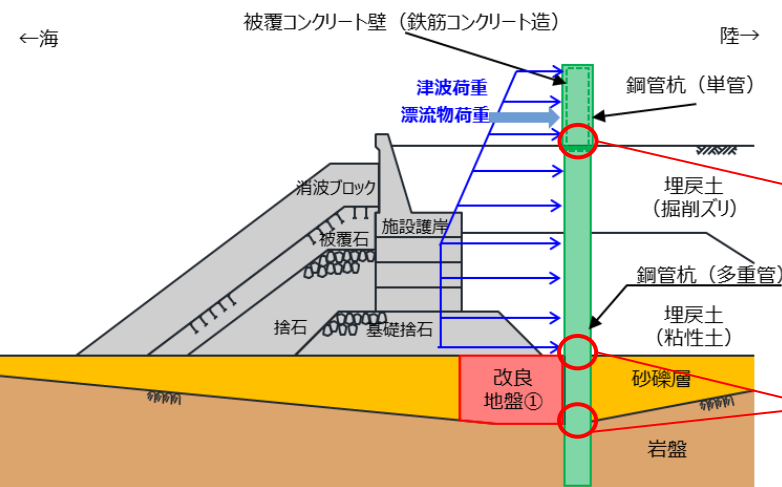 被覆コンクリート壁（鉄筋コンクリート造）
←海
陸→
津波荷重
漂流物荷重
鋼管杭（単管）
消波ブロック
埋戻土
（掘削ズリ）
施設護岸
被覆石
鋼管杭（多重管）
捨石
基礎捨石
埋戻土
（粘性土）
改良
地盤①
砂礫層
岩盤